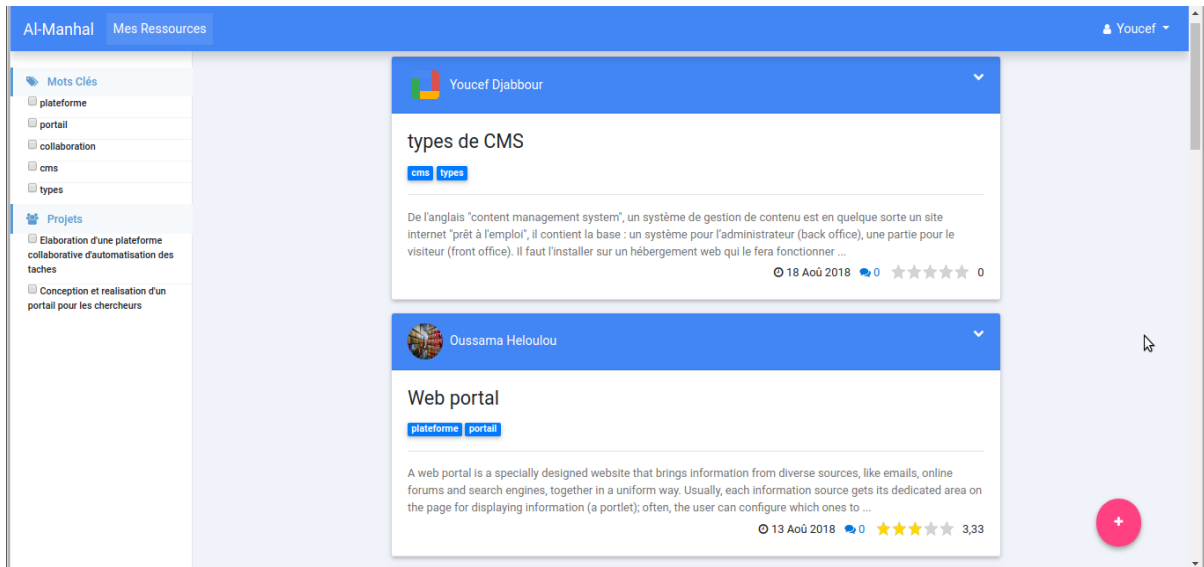 Al-Manhal Mes Ressources Youcef
Mots Clés
plateforme
portail
collaboration
cms
types
Projets
Elaboration d'une plateforme
collaborative d'automatisation des
taches
Conception et realisation d'un
portail pour les chercheurs
Youcef Djabbour
types de CMS
cms types
De l'anglais "content management system", un système de gestion de contenu est en quelque sorte un site
internet "prêt à l'emploi", il contient la base : un système pour l'administrateur (back office), une partie pour le
visiteur (front office). Il faut l'installer sur un hébergement web qui le fera fonctionner ...
18 Aoû 2018 0 0
Oussama Heloulou
Web portal
plateforme portail
A web portal is a specially designed website that brings information from diverse sources, like emails, online
forums and search engines, together in a uniform way. Usually, each information source gets its dedicated area on
the page for displaying information (a portlet); often, the user can configure which ones to ...
13 Aoû 2018 0 3,33
+